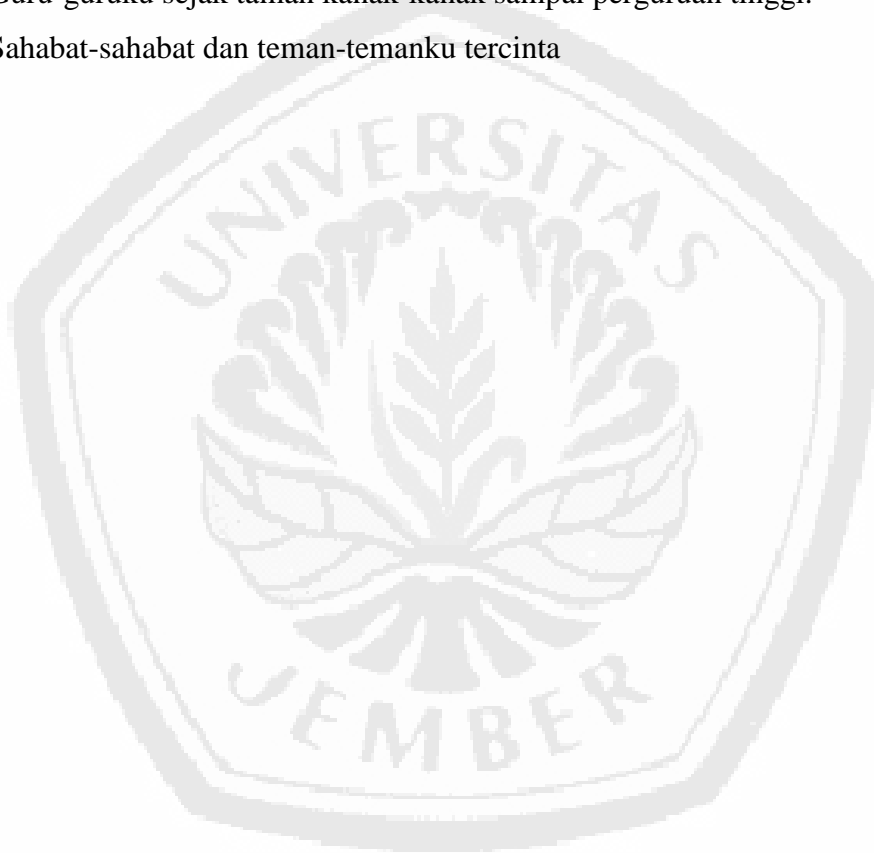 Guru-guruku sejak taman kanak-kanak sampai perguruan tinggi.
Sahabat-sahabat dan teman-temanku tercinta
UNIVERSITAS
JEMBER